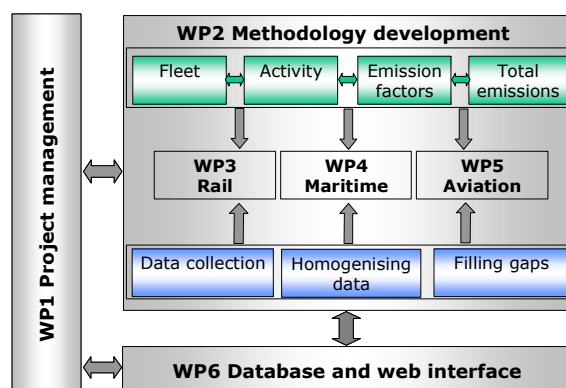 WP1 Project management
WP2 Methodology development
Fleet
Activity
Emission
factors
Total
emissions
WP3
Rail
WP4
Maritime
WP5
Aviation
Data collection
Homogenising
data
Filling gaps
WP6 Database and web interface